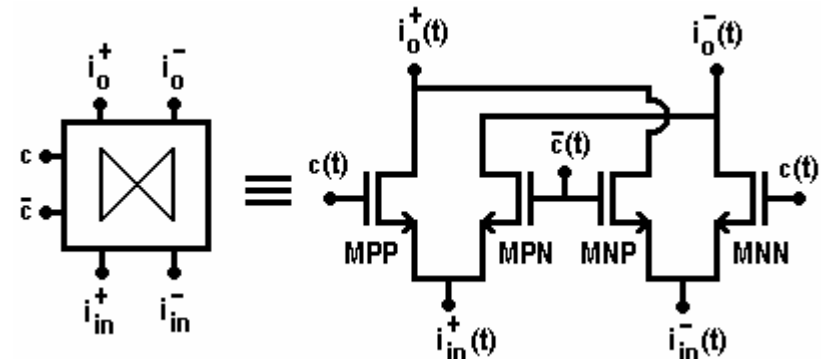 i_o^+ i_o^-
c
c̄
i_in^+ i_in^-
≡
i_o^+(t) i_o^-(t)
c(t) c̄(t) c(t)
MPP MPN MNP MNN
i_in^+(t) i_in^-(t)